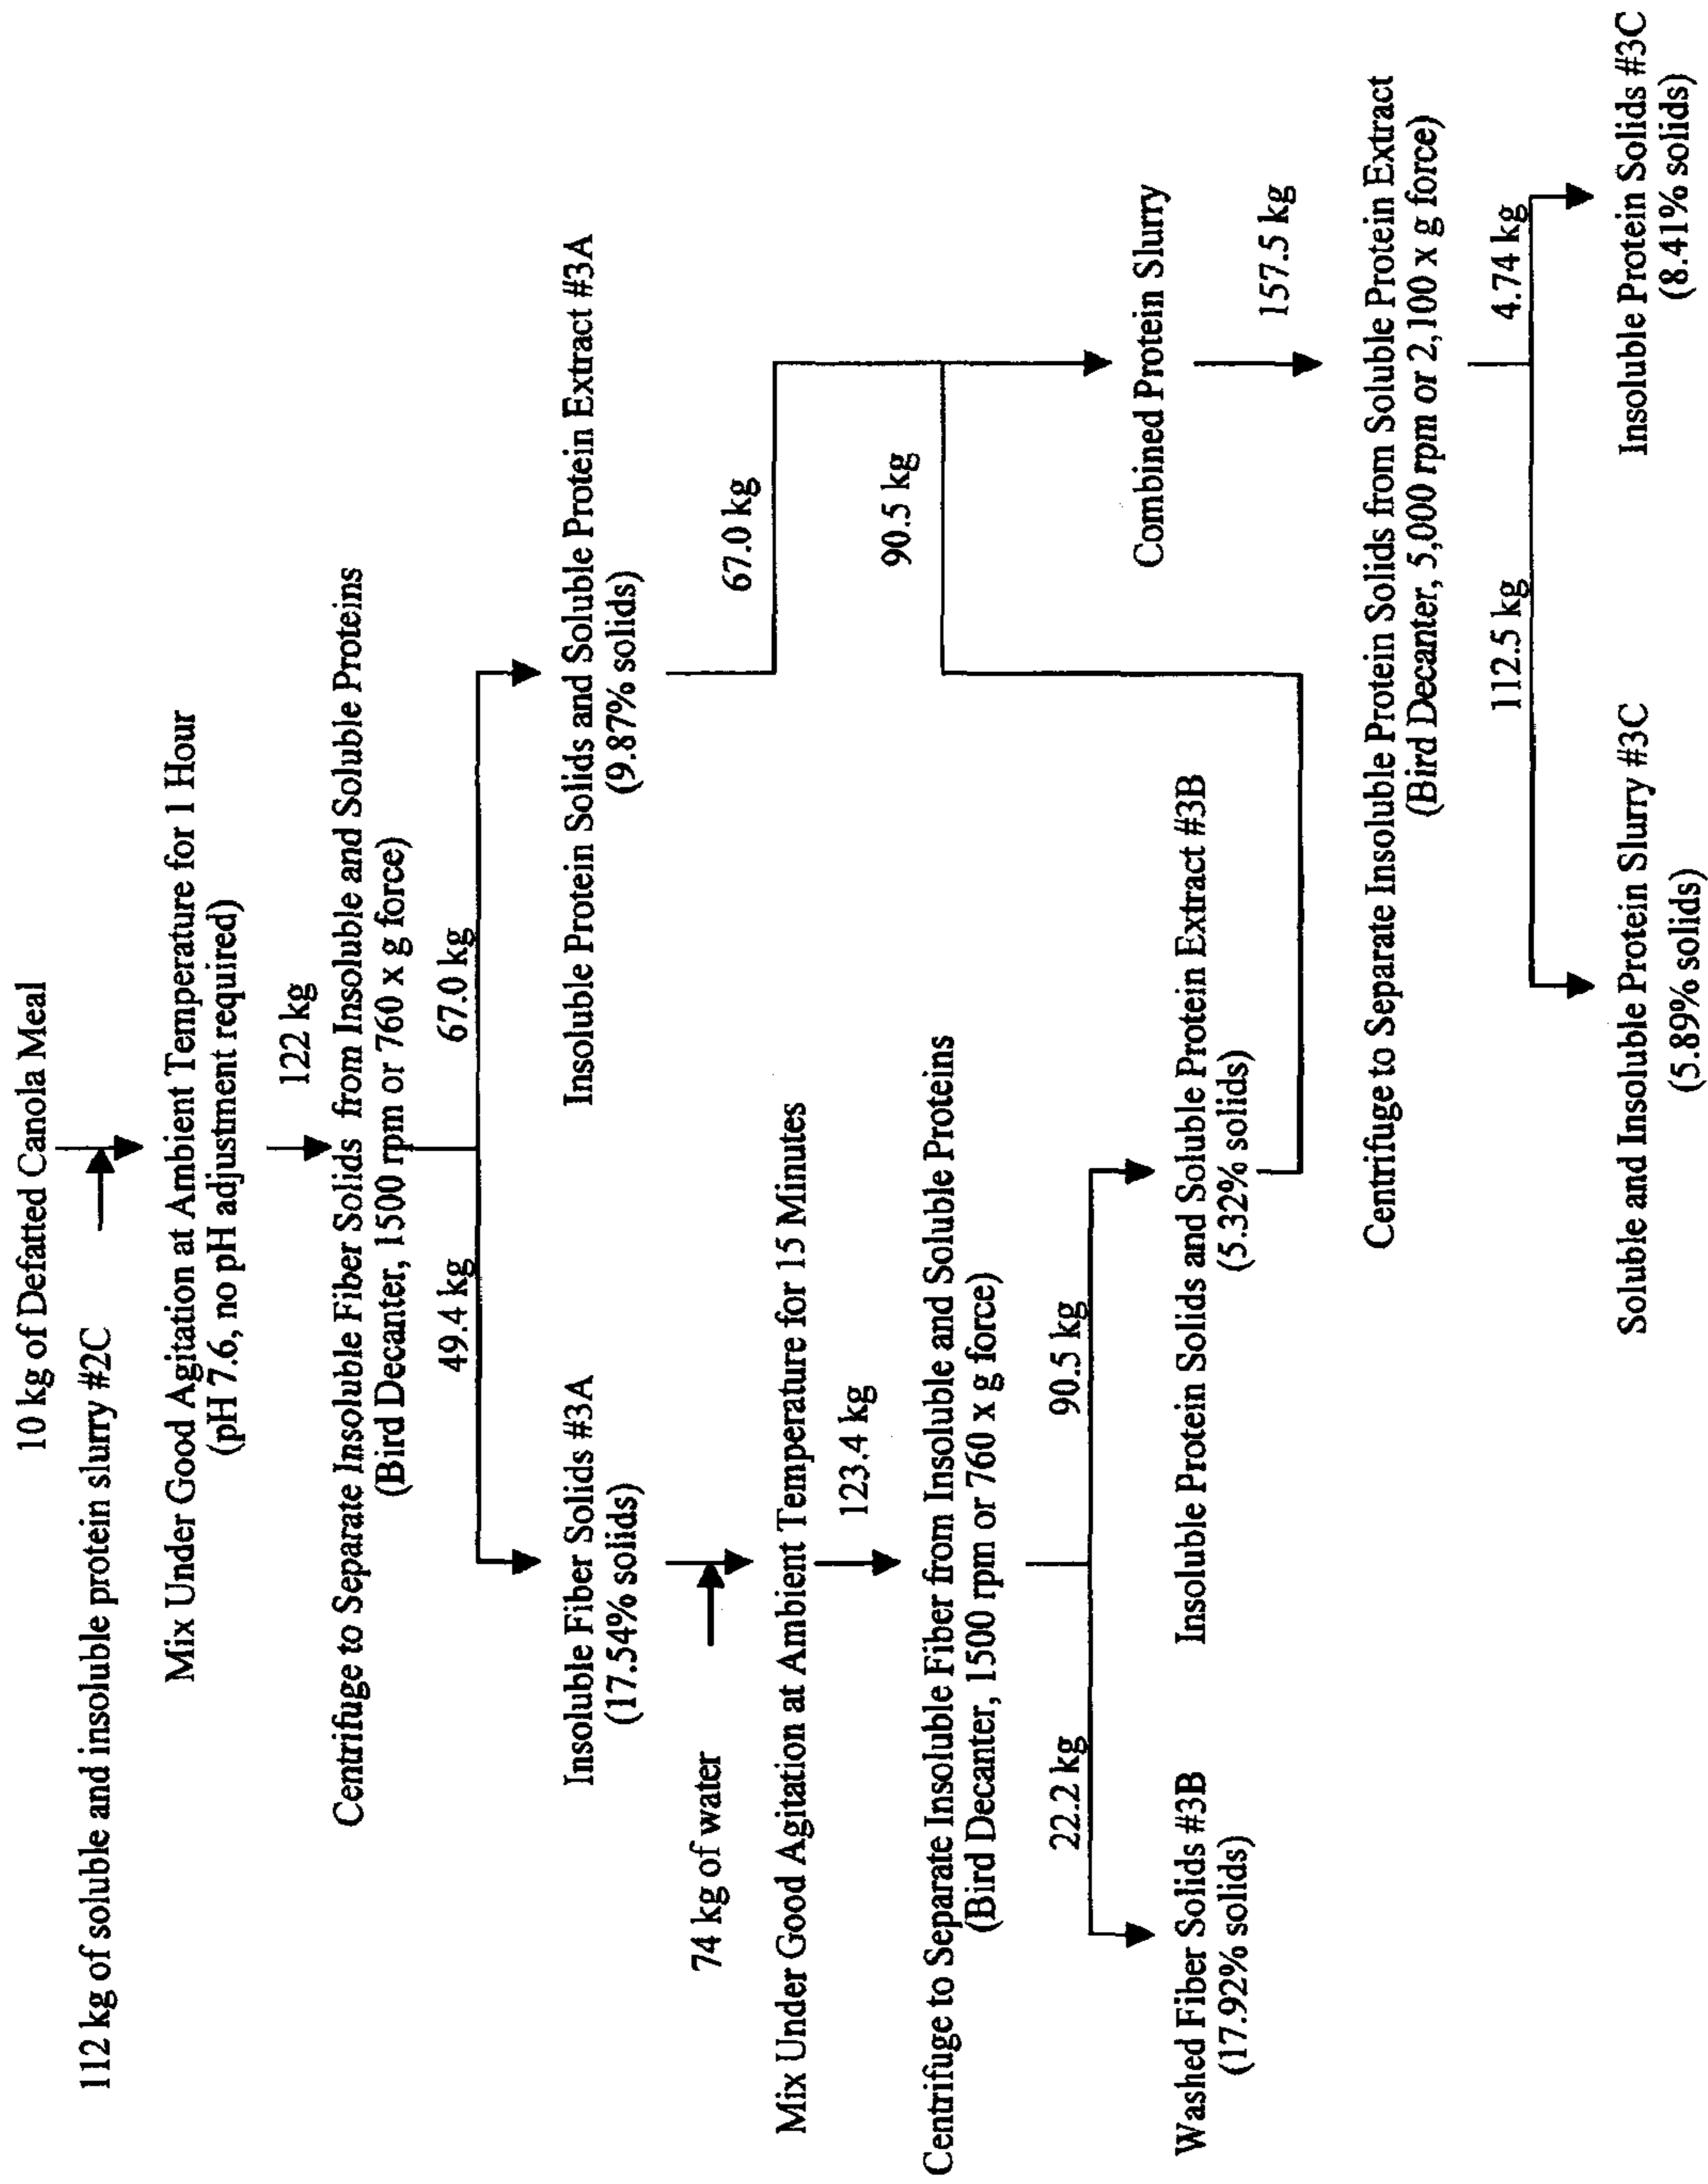 10 kg of Defatted Canola Meal
112 kg of soluble and insoluble protein slurry #2C
Mix Under Good Agitation at Ambient Temperature for 1 Hour
(pH 7.6, no pH adjustment required)
122 kg
Centrifuge to Separate Insoluble Fiber Solids from Insoluble and Soluble Proteins
(Bird Decanter, 1500 rpm or 760 x g force)
49.4 kg
67.0 kg
Insoluble Fiber Solids #3A
(17.54% solids)
Insoluble Protein Solids and Soluble Protein Extract #3A
(9.87% solids)
74 kg of water
67.0 kg
Mix Under Good Agitation at Ambient Temperature for 15 Minutes
123.4 kg
90.5 kg
Centrifuge to Separate Insoluble Fiber from Insoluble and Soluble Proteins
(Bird Decanter, 1500 rpm or 760 x g force)
22.2 kg
90.5 kg
Combined Protein Slurry
Washed Fiber Solids #3B
(17.92% solids)
Insoluble Protein Solids and Soluble Protein Extract #3B
(5.32% solids)
157.5 kg
Centrifuge to Separate Insoluble Protein Solids from Soluble Protein Extract
(Bird Decanter, 5,000 rpm or 2,100 x g force)
112.5 kg
4.74 kg
Soluble and Insoluble Protein Slurry #3C
(5.89% solids)
Insoluble Protein Solids #3C
(8.41% solids)